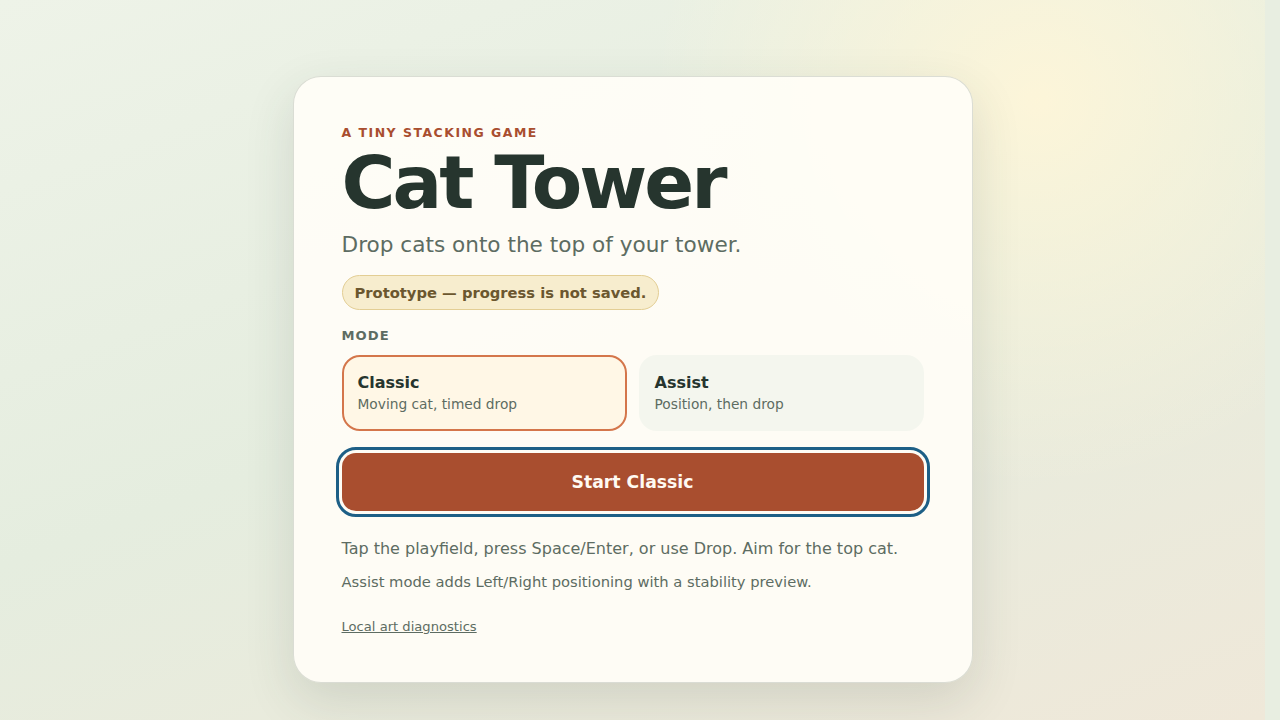 A TINY STACKING GAME
Cat Tower
Drop cats onto the top of your tower.
Prototype — progress is not saved.
MODE
Classic
Moving cat, timed drop
Assist
Position, then drop
Start Classic
Tap the playfield, press Space/Enter, or use Drop. Aim for the top cat.
Assist mode adds Left/Right positioning with a stability preview.
Local art diagnostics